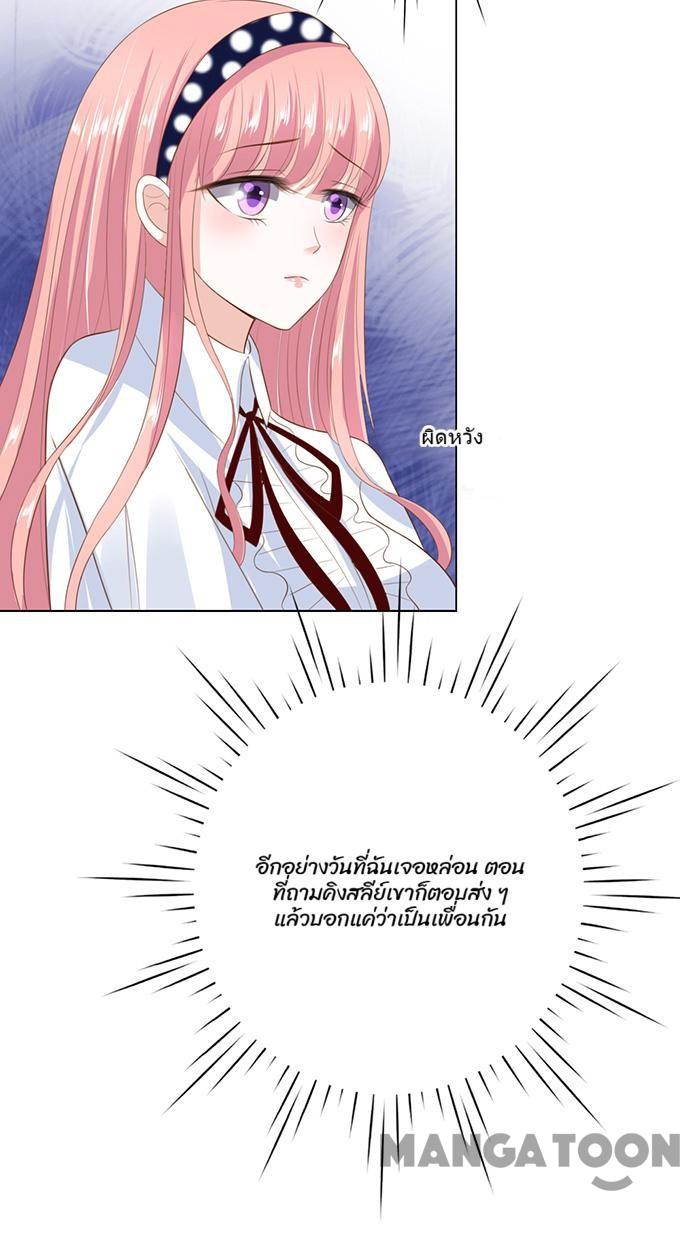 ผิดหวัง
อีกอย่างวันที่ฉันเจอหล่อน ตอน
ที่ถามคิงสลีย์เขาก็ตอบส่ง ๆ
แล้วบอกแค่ว่าเป็นเพื่อนกัน
MANGATOON